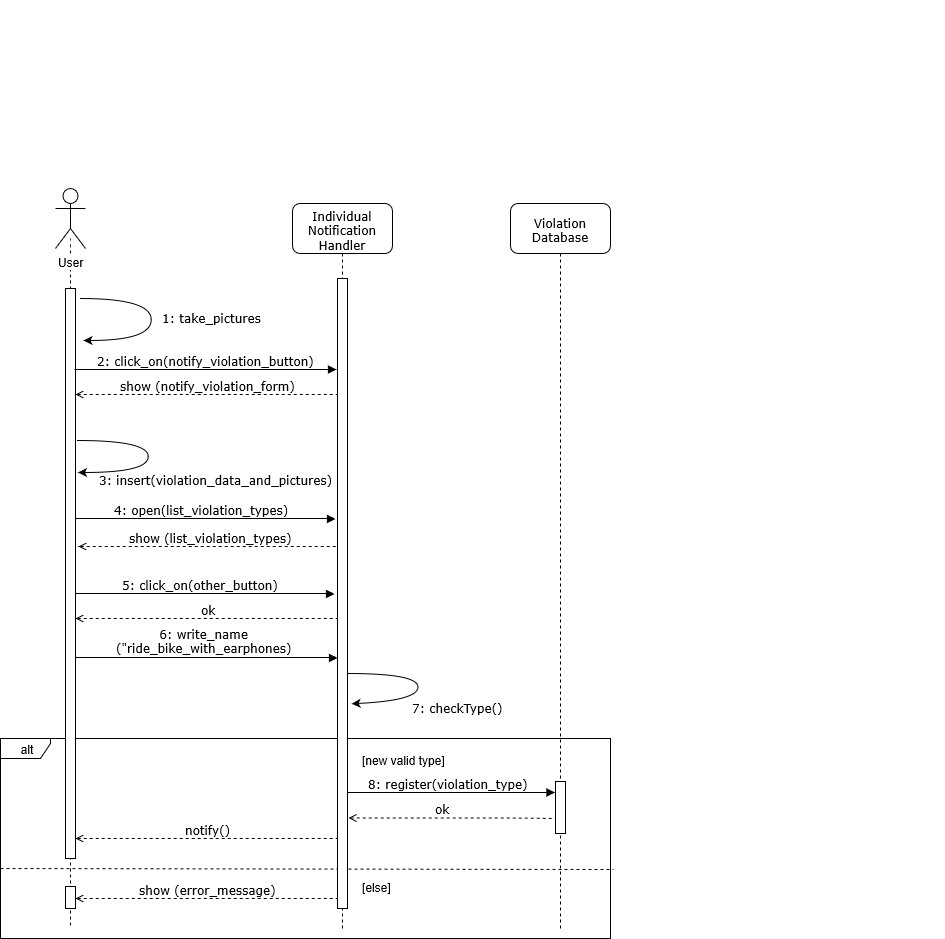 Individual
Notification
Handler
Violation
Database
User
1: take_pictures
2: click_on(notify_violation_button)
show (notify_violation_form)
3: insert(violation_data_and_pictures)
4: open(list_violation_types)
show (list_violation_types)
5: click_on(other_button)
ok
6: write_name
("ride_bike_with_earphones)
7: checkType()
alt
[new valid type]
8: register(violation_type)
ok
notify()
[else]
show (error_message)